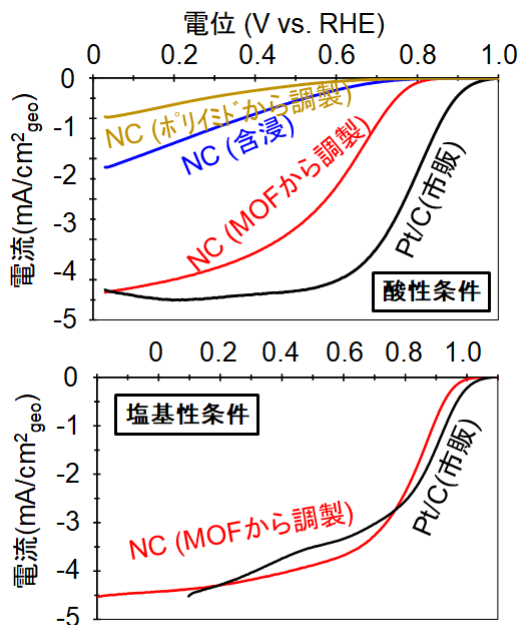 電位 (V vs. RHE)
0 0.2 0.4 0.6 0.8 1.0
0
-1
-2
-3
-4
-5
電流(mA/cm²geo)
NC (ポリイミドから調製)
NC (含浸)
NC (MOFから調製)
Pt/C(市販)
酸性条件
0 0.2 0.4 0.6 0.8 1.0
0
-1
-2
-3
-4
-5
電流(mA/cm²geo)
塩基性条件
NC (MOFから調製)
Pt/C(市販)